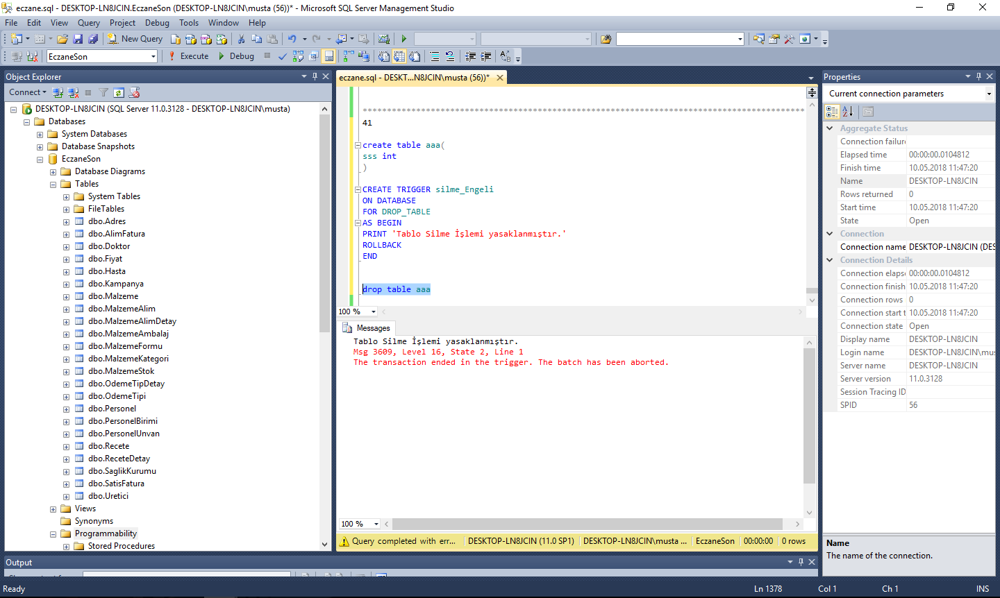 eczane.sql - DESKTOP-LN8JCIN.EczaneSon (DESKTOP-LN8JCIN\musta (56))* - Microsoft SQL Server Management Studio
File Edit View Query Project Debug Tools Window Help
New Query
EczaneSon Execute Debug
Object Explorer
Connect
DESKTOP-LN8JCIN (SQL Server 11.0.3128 - DESKTOP-LN8JCIN\musta)
Databases
System Databases
Database Snapshots
EczaneSon
Database Diagrams
Tables
System Tables
FileTables
dbo.Adres
dbo.AlimFatura
dbo.Doktor
dbo.Fiyat
dbo.Hasta
dbo.Kampanya
dbo.Malzeme
dbo.MalzemeAlim
dbo.MalzemeAlimDetay
dbo.MalzemeAmbalaj
dbo.MalzemeFormu
dbo.MalzemeKategori
dbo.MalzemeStok
dbo.OdemeTipDetay
dbo.OdemeTipi
dbo.Personel
dbo.PersonelBirimi
dbo.PersonelUnvan
dbo.Recete
dbo.ReceteDetay
dbo.SaglikKurumu
dbo.SatisFatura
dbo.Uretici
Views
Synonyms
Programmability
Stored Procedures
eczane.sql - DESKT...N8JCIN\musta (56))*
*******************************************************************************************
41
create table aaa(
sss int
)
CREATE TRIGGER silme_Engeli
ON DATABASE
FOR DROP_TABLE
AS BEGIN
PRINT 'Tablo Silme İşlemi yasaklanmıştır.'
ROLLBACK
END
drop table aaa
100 %
Messages
Tablo Silme İşlemi yasaklanmıştır.
Msg 3609, Level 16, State 2, Line 1
The transaction ended in the trigger. The batch has been aborted.
100 %
Query completed with err... DESKTOP-LN8JCIN (11.0 SP1) DESKTOP-LN8JCIN\musta ... EczaneSon 00:00:00 0 rows
Properties
Current connection parameters
Aggregate Status
Connection failure
Elapsed time 00:00:00.0104812
Finish time 10.05.2018 11:47:20
Name DESKTOP-LN8JCIN
Rows returned 0
Start time 10.05.2018 11:47:20
State Open
Connection
Connection name DESKTOP-LN8JCIN (DES
Connection Details
Connection elaps 00:00:00.0104812
Connection finish 10.05.2018 11:47:20
Connection rows 0
Connection start t 10.05.2018 11:47:20
Connection state Open
Display name DESKTOP-LN8JCIN
Login name DESKTOP-LN8JCIN\mus
Server name DESKTOP-LN8JCIN
Server version 11.0.3128
Session Tracing ID
SPID 56
Name
The name of the connection.
Output
Ready Ln 1378 Col 1 Ch 1 INS